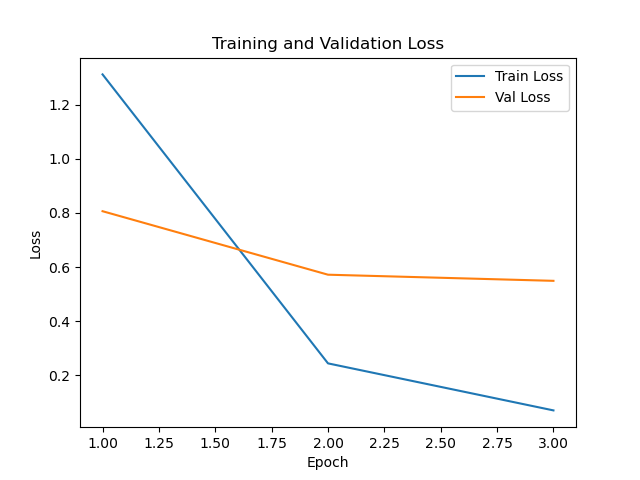 Training and Validation Loss
Train Loss
Val Loss
1.2
1.0
0.8
0.6
0.4
0.2
Loss
1.00 1.25 1.50 1.75 2.00 2.25 2.50 2.75 3.00
Epoch